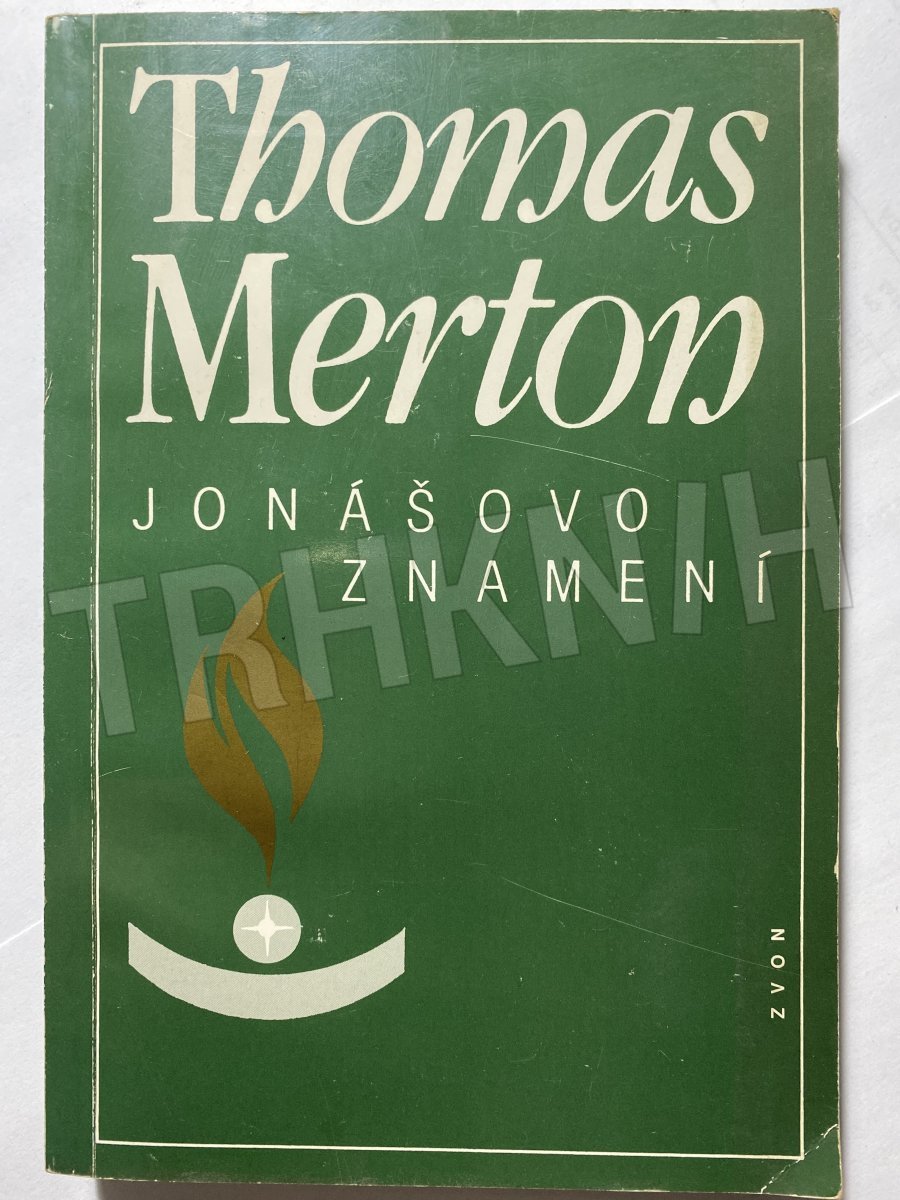 Thomas
Merton
JONÁŠOVO
ZNAMENÍ
TRHKNIH
ZVON